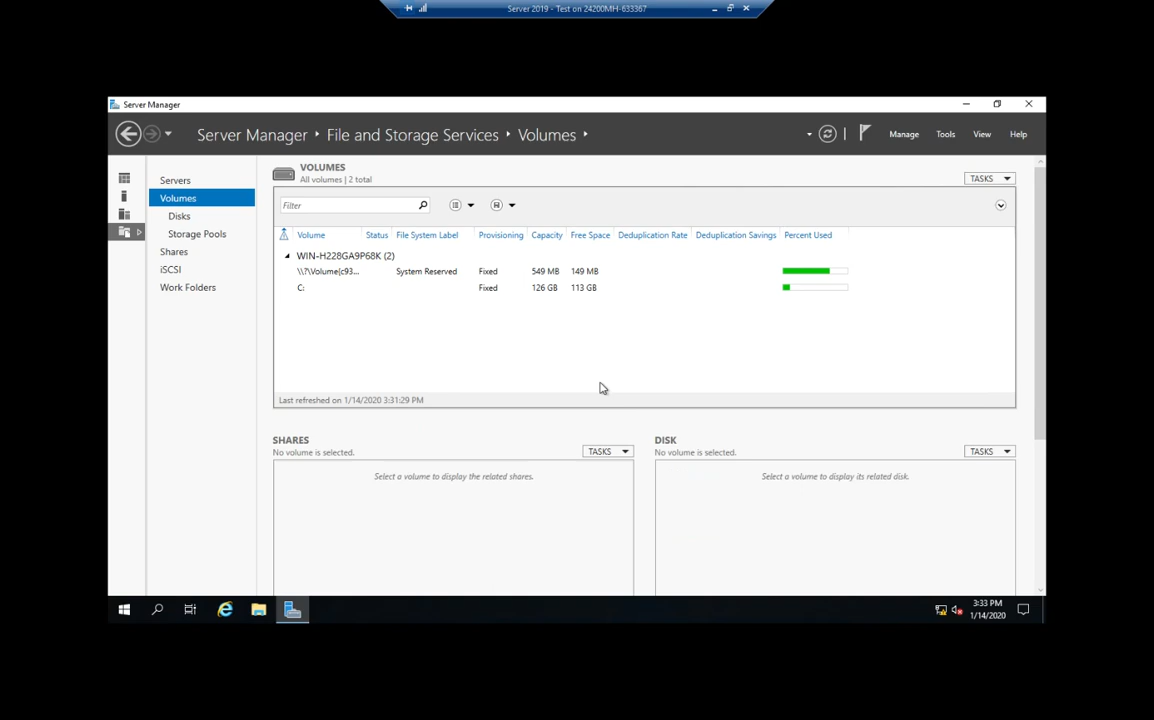 Server 2019 - Test on 24200MH-633367
Server Manager
Server Manager • File and Storage Services • Volumes •
Manage Tools View Help
Servers
Volumes
Disks
Storage Pools
Shares
iSCSI
Work Folders
VOLUMES
All volumes | 2 total
TASKS
Filter
Volume Status File System Label Provisioning Capacity Free Space Deduplication Rate Deduplication Savings Percent Used
WIN-H228GA9P68K (2)
\\?\Volume{c93... System Reserved Fixed 549 MB 149 MB
C: Fixed 126 GB 113 GB
Last refreshed on 1/14/2020 3:31:29 PM
SHARES
No volume is selected.
TASKS
Select a volume to display the related shares.
DISK
No volume is selected.
TASKS
Select a volume to display its related disk.
3:33 PM
1/14/2020